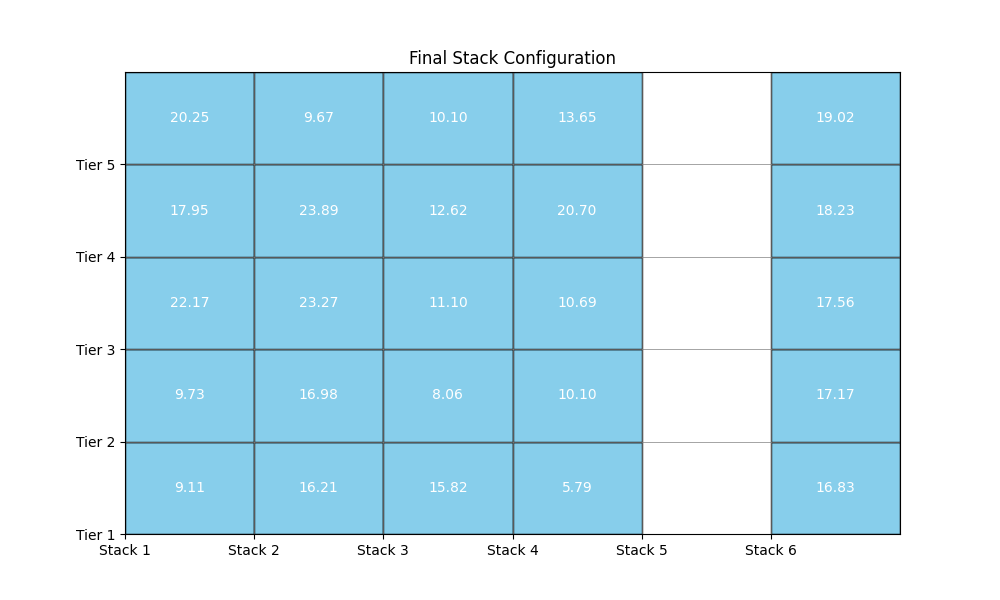 Final Stack Configuration
20.25 9.67 10.10 13.65 19.02
Tier 5
17.95 23.89 12.62 20.70 18.23
Tier 4
22.17 23.27 11.10 10.69 17.56
Tier 3
9.73 16.98 8.06 10.10 17.17
Tier 2
9.11 16.21 15.82 5.79 16.83
Tier 1
Stack 1 Stack 2 Stack 3 Stack 4 Stack 5 Stack 6